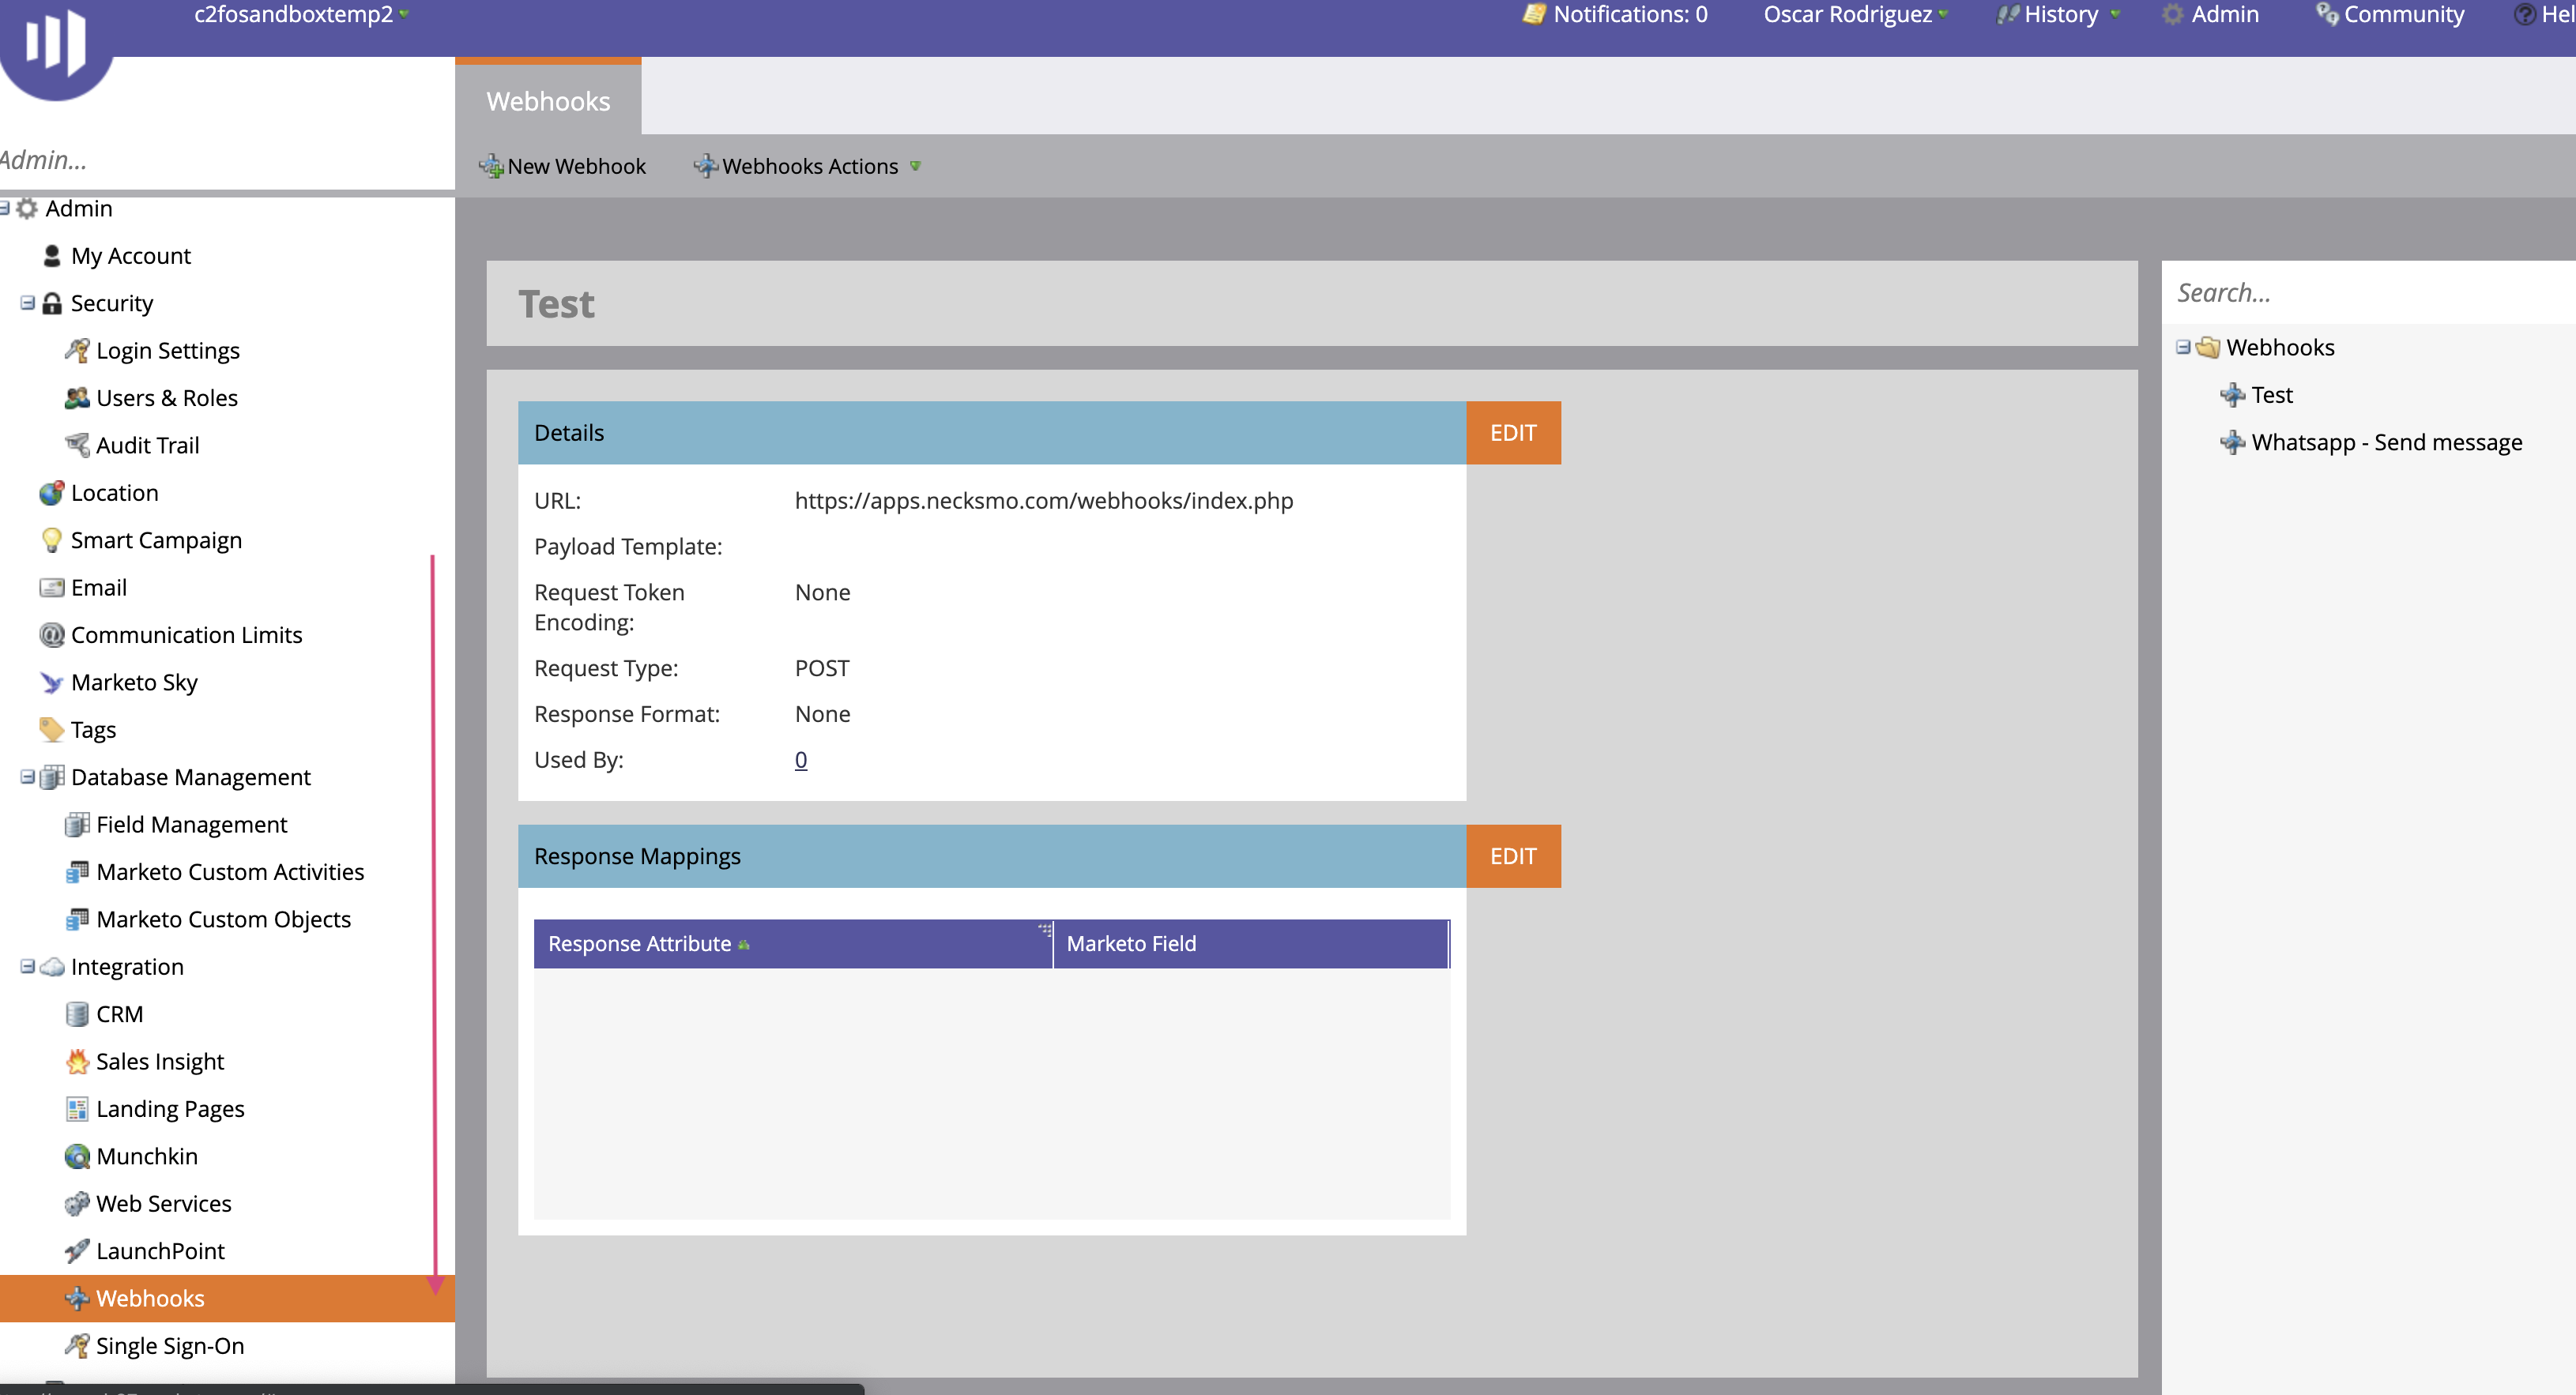 c2fosandboxtemp2
Notifications: 0
Oscar Rodriguez
History
Admin
Community
Admin...
Admin
My Account
Security
Login Settings
Users & Roles
Audit Trail
Location
Smart Campaign
Email
Communication Limits
Marketo Sky
Tags
Database Management
Field Management
Marketo Custom Activities
Marketo Custom Objects
Integration
CRM
Sales Insight
Landing Pages
Munchkin
Web Services
LaunchPoint
Webhooks
Single Sign-On
Webhooks
New Webhook
Webhooks Actions
Test
Details
EDIT
URL: https://apps.necksmo.com/webhooks/index.php
Payload Template:
Request Token None
Encoding:
Request Type: POST
Response Format: None
Used By: 0
Response Mappings
EDIT
Response Attribute
Marketo Field
Search...
Webhooks
Test
Whatsapp - Send message